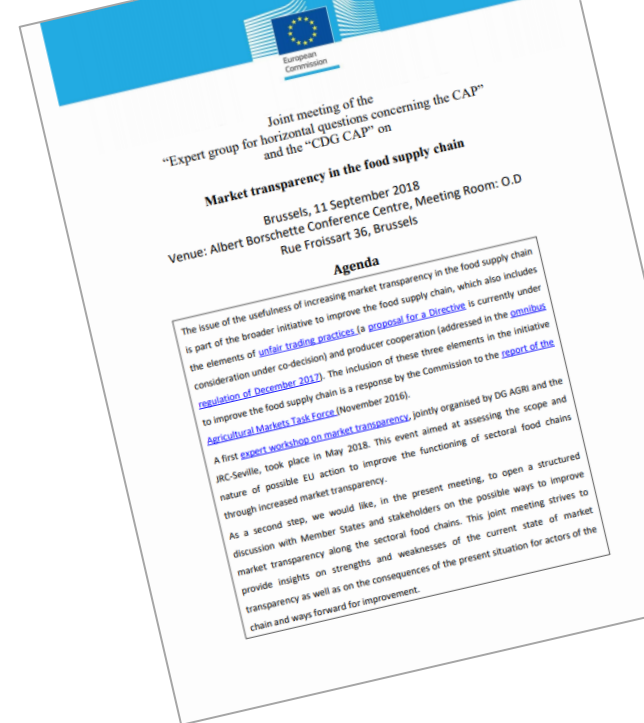 European
Commission
Joint meeting of the
“Expert group for horizontal questions concerning the CAP”
and the “CDG CAP” on
Market transparency in the food supply chain
Brussels, 11 September 2018
Venue: Albert Borschette Conference Centre, Meeting Room: O.D
Rue Froissart 36, Brussels
Agenda
The issue of the usefulness of increasing market transparency in the food supply chain
is part of the broader initiative to improve the food supply chain, which also includes
the elements of unfair trading practices (a proposal for a Directive is currently under
consideration under co-decision) and producer cooperation (addressed in the omnibus
regulation of December 2017). The inclusion of these three elements in the initiative
to improve the food supply chain is a response by the Commission to the report of the
Agricultural Markets Task Force (November 2016).
A first expert workshop on market transparency, jointly organised by DG AGRI and the
JRC-Seville, took place in May 2018. This event aimed at assessing the scope and
nature of possible EU action to improve the functioning of sectoral food chains
through increased market transparency.
As a second step, we would like, in the present meeting, to open a structured
discussion with Member States and stakeholders on the possible ways to improve
market transparency along the sectoral food chains. This joint meeting strives to
provide insights on strengths and weaknesses of the current state of market
transparency as well as on the consequences of the present situation for actors of the
chain and ways forward for improvement.